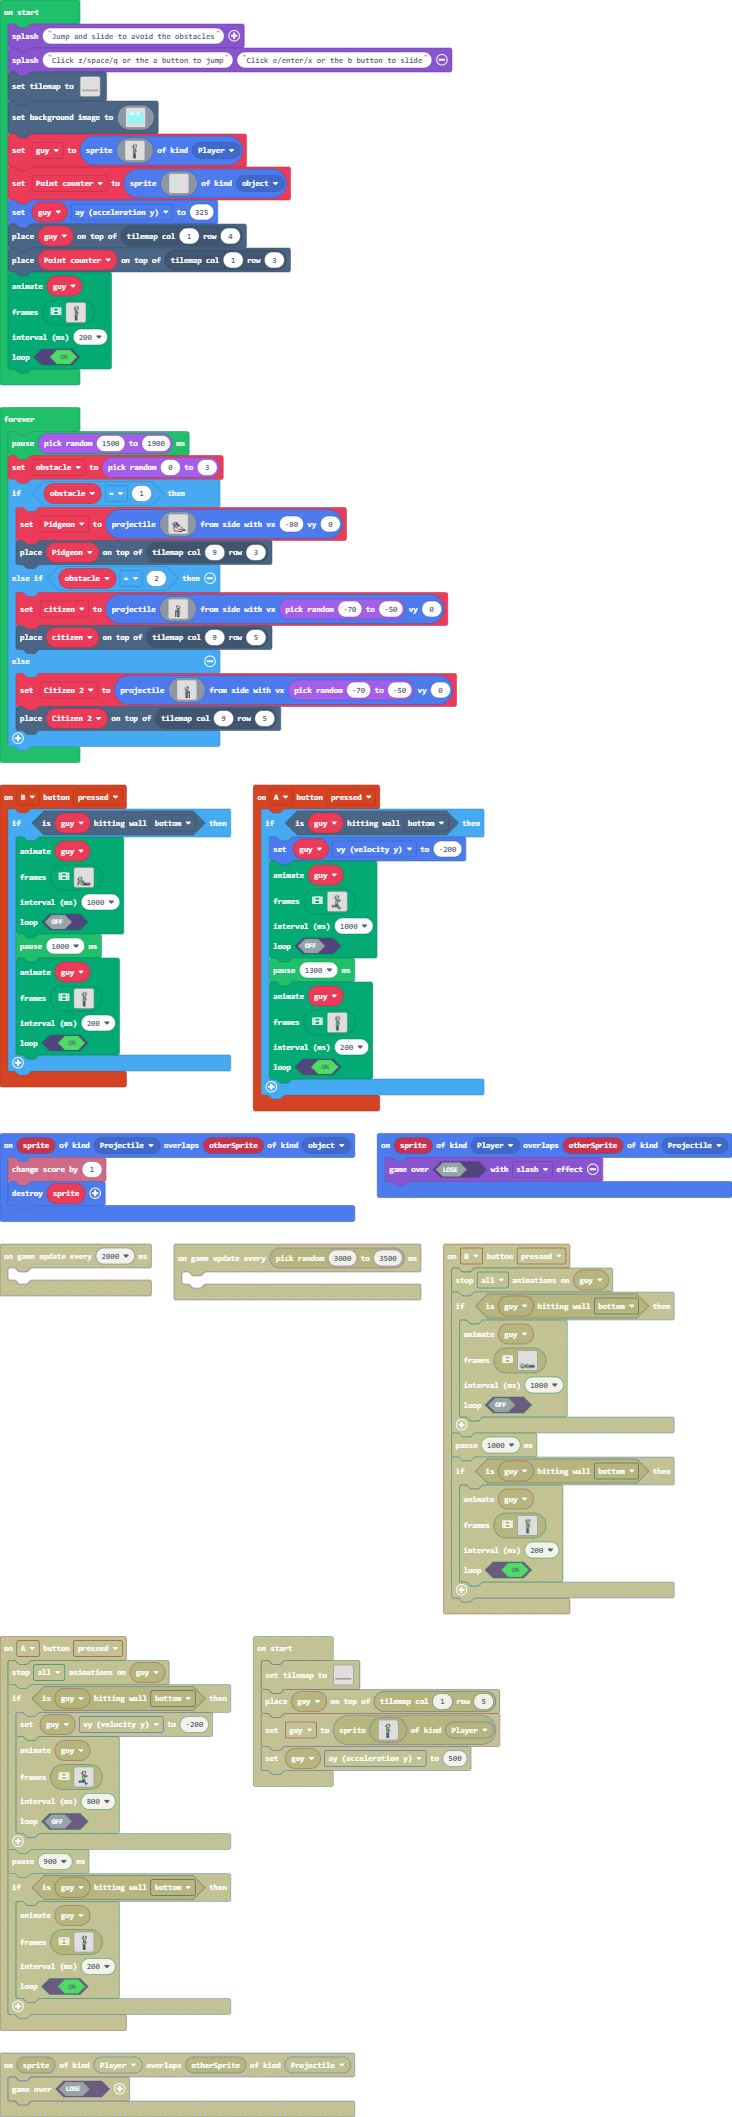 on start
splash "Jump and slide to avoid the obstacles"
splash "Click z/space/q or the a button to jump" "Click e/enter/x or the b button to slide"
set tilemap to
set background image to
set guy to sprite of kind Player
set Point counter to sprite of kind object
set guy ay (acceleration y) to 325
place guy on top of tilemap col 1 row 4
place Point counter on top of tilemap col 1 row 3
animate guy
frames
interval (ms) 200
loop ON
forever
pause pick random 1500 to 1900 ms
set obstacle to pick random 0 to 3
if obstacle = 1 then
set Pidgeon to projectile from side with vx -80 vy 0
place Pidgeon on top of tilemap col 9 row 3
else if obstacle = 2 then
set citizen to projectile from side with vx pick random -70 to -50 vy 0
place citizen on top of tilemap col 9 row 5
else
set Citizen 2 to projectile from side with vx pick random -70 to -50 vy 0
place Citizen 2 on top of tilemap col 9 row 5
on B button pressed
if is guy hitting wall bottom then
animate guy
frames
interval (ms) 1000
loop OFF
pause 1000 ms
animate guy
frames
interval (ms) 200
loop ON
on A button pressed
if is guy hitting wall bottom then
set guy vy (velocity y) to -200
animate guy
frames
interval (ms) 1000
loop OFF
pause 1300 ms
animate guy
frames
interval (ms) 200
loop ON
on sprite of kind Projectile overlaps otherSprite of kind object
change score by 1
destroy sprite
on sprite of kind Player overlaps otherSprite of kind Projectile
game over LOSE with slash effect
on game update every 2000 ms
on game update every pick random 3000 to 3500 ms
on B button pressed
stop all animations on guy
if is guy hitting wall bottom then
animate guy
frames
interval (ms) 1000
loop OFF
pause 1000 ms
if is guy hitting wall bottom then
animate guy
frames
interval (ms) 200
loop ON
on A button pressed
stop all animations on guy
if is guy hitting wall bottom then
set guy vy (velocity y) to -200
animate guy
frames
interval (ms) 800
loop OFF
pause 900 ms
if is guy hitting wall bottom then
animate guy
frames
interval (ms) 200
loop ON
on start
set tilemap to
place guy on top of tilemap col 1 row 5
set guy to sprite of kind Player
set guy ay (acceleration y) to 500
on sprite of kind Player overlaps otherSprite of kind Projectile
game over LOSE